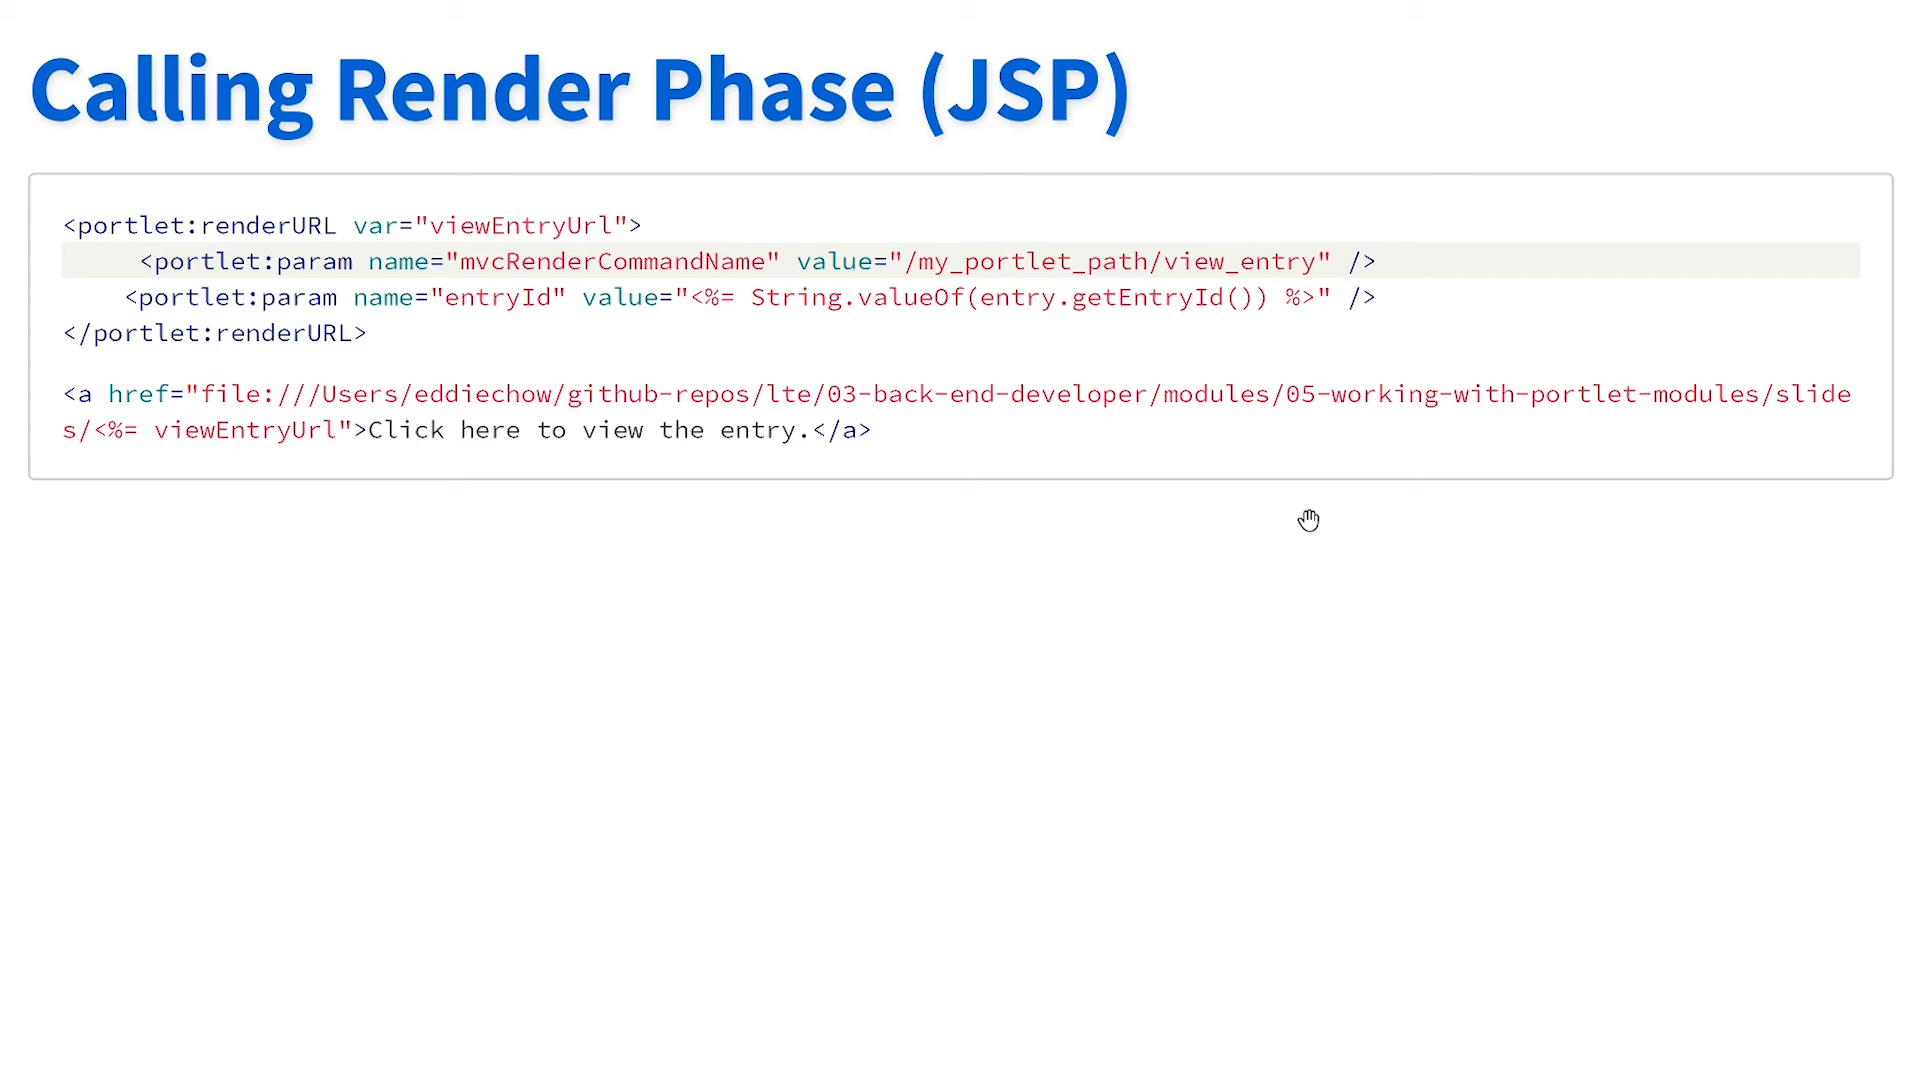 Calling Render Phase (JSP)
<portlet:renderURL var="viewEntryUrl">
<portlet:param name="mvcRenderCommandName" value="/my_portlet_path/view_entry" />
<portlet:param name="entryId" value="<%= String.valueOf(entry.getEntryId()) %>" />
</portlet:renderURL>
<a href="file:///Users/eddiechow/github-repos/lte/03-back-end-developer/modules/05-working-with-portlet-modules/slide
s/<%= viewEntryUrl">Click here to view the entry.</a>